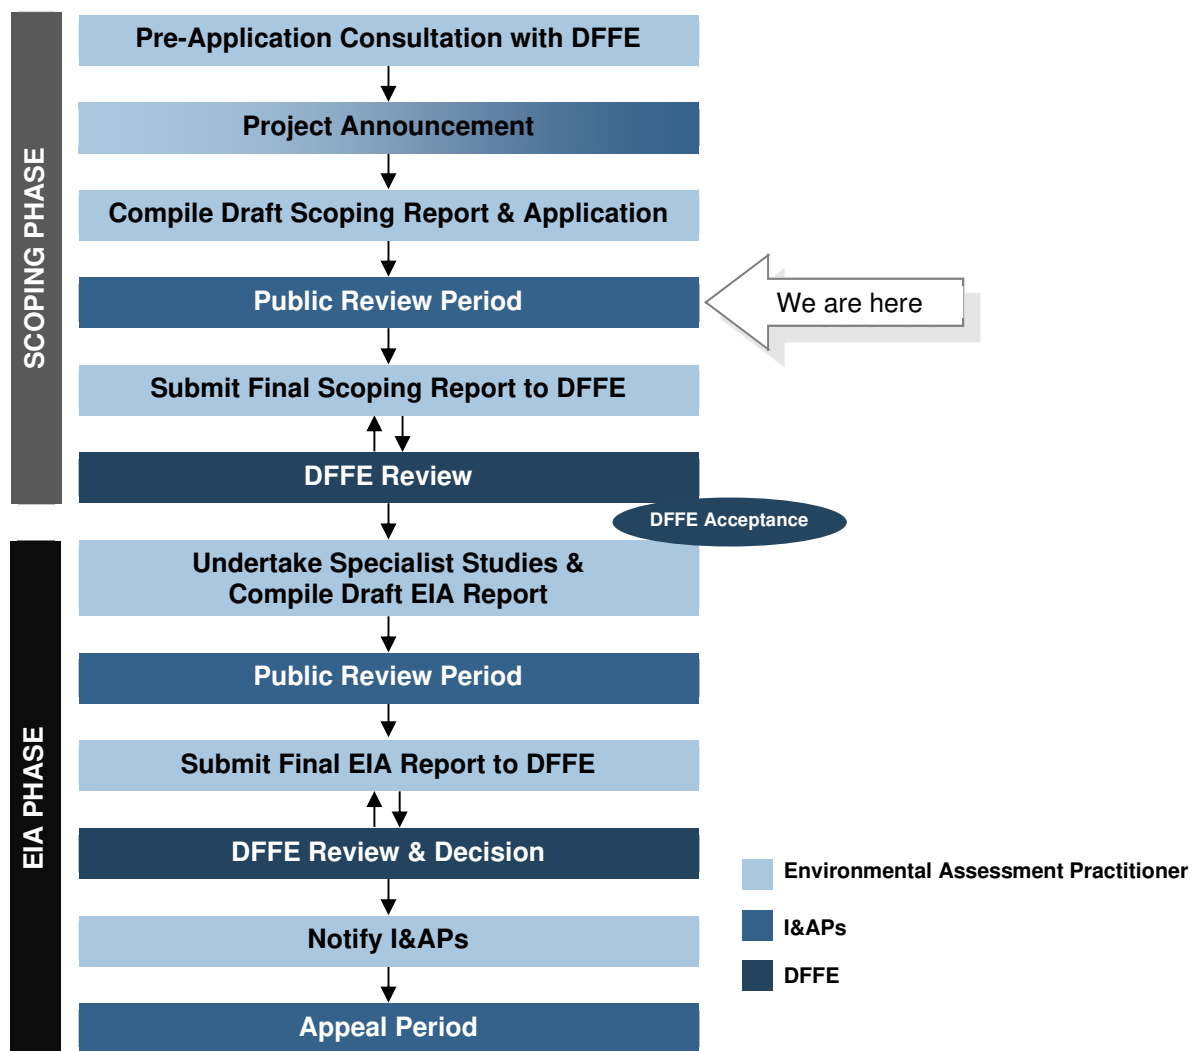 SCOPING PHASE
Pre-Application Consultation with DFFE
Project Announcement
Compile Draft Scoping Report & Application
Public Review Period
We are here
Submit Final Scoping Report to DFFE
DFFE Review
DFFE Acceptance
EIA PHASE
Undertake Specialist Studies &
Compile Draft EIA Report
Public Review Period
Submit Final EIA Report to DFFE
DFFE Review & Decision
Notify I&APs
Appeal Period
Environmental Assessment Practitioner
I&APs
DFFE